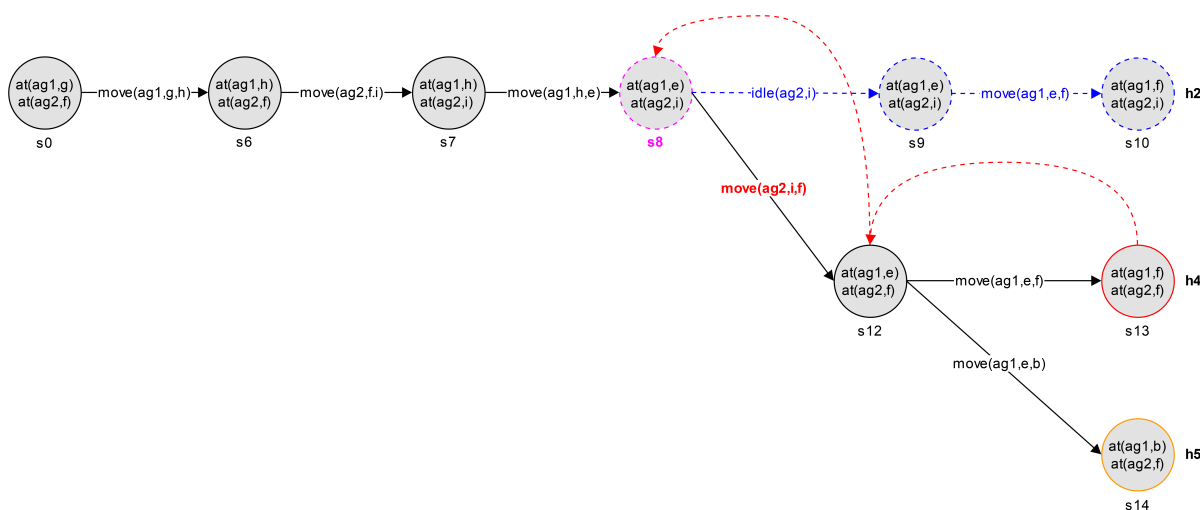 at(ag1,g)
at(ag2,f)
s0
move(ag1,g,h)
at(ag1,h)
at(ag2,f)
s6
move(ag2,f.i)
at(ag1,h)
at(ag2,i)
s7
move(ag1,h,e)
at(ag1,e)
at(ag2,i)
s8
idle(ag2,i)
at(ag1,e)
at(ag2,i)
s9
move(ag1,e,f)
at(ag1,f)
at(ag2,i)
s10
h2
move(ag2,i,f)
at(ag1,e)
at(ag2,f)
s12
move(ag1,e,f)
at(ag1,f)
at(ag2,f)
s13
h4
move(ag1,e,b)
at(ag1,b)
at(ag2,f)
s14
h5